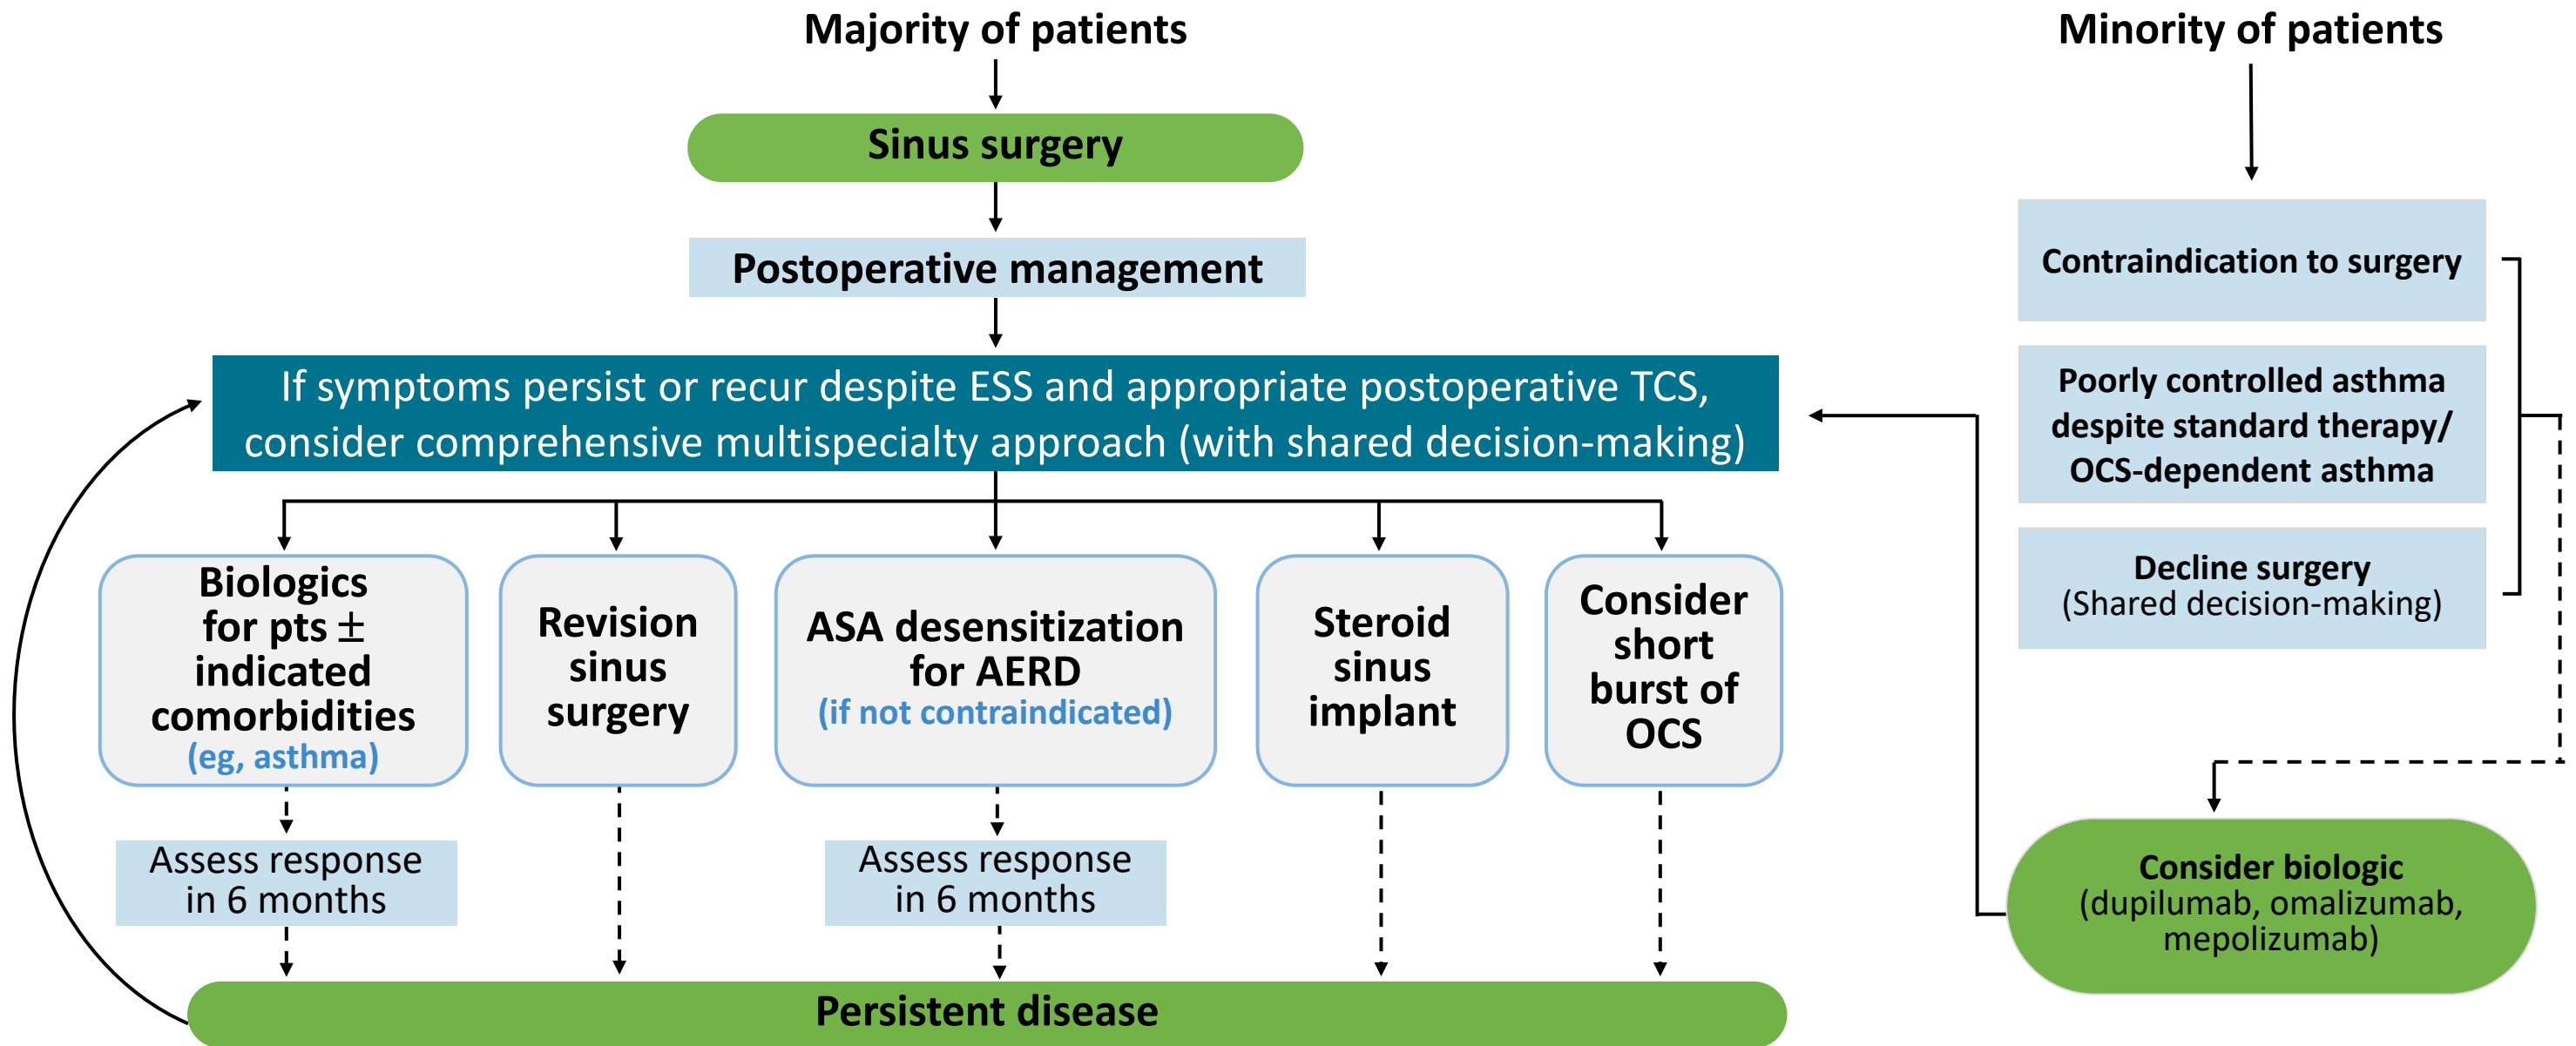 Majority of patients
Sinus surgery
Postoperative management
If symptoms persist or recur despite ESS and appropriate postoperative TCS,
consider comprehensive multispecialty approach (with shared decision-making)
Biologics
for pts ±
indicated
comorbidities
(eg, asthma)
Revision
sinus
surgery
ASA desensitization
for AERD
(if not contraindicated)
Steroid
sinus
implant
Consider
short
burst of
OCS
Assess response
in 6 months
Assess response
in 6 months
Persistent disease
Minority of patients
Contraindication to surgery
Poorly controlled asthma
despite standard therapy/
OCS-dependent asthma
Decline surgery
(Shared decision-making)
Consider biologic
(dupilumab, omalizumab,
mepolizumab)